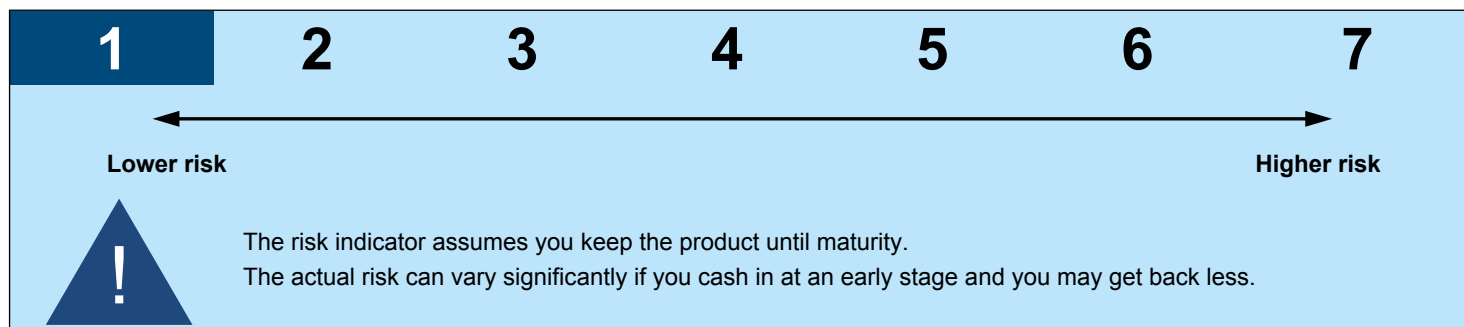 1 2 3 4 5 6 7
Lower risk Higher risk
!
The risk indicator assumes you keep the product until maturity.
The actual risk can vary significantly if you cash in at an early stage and you may get back less.